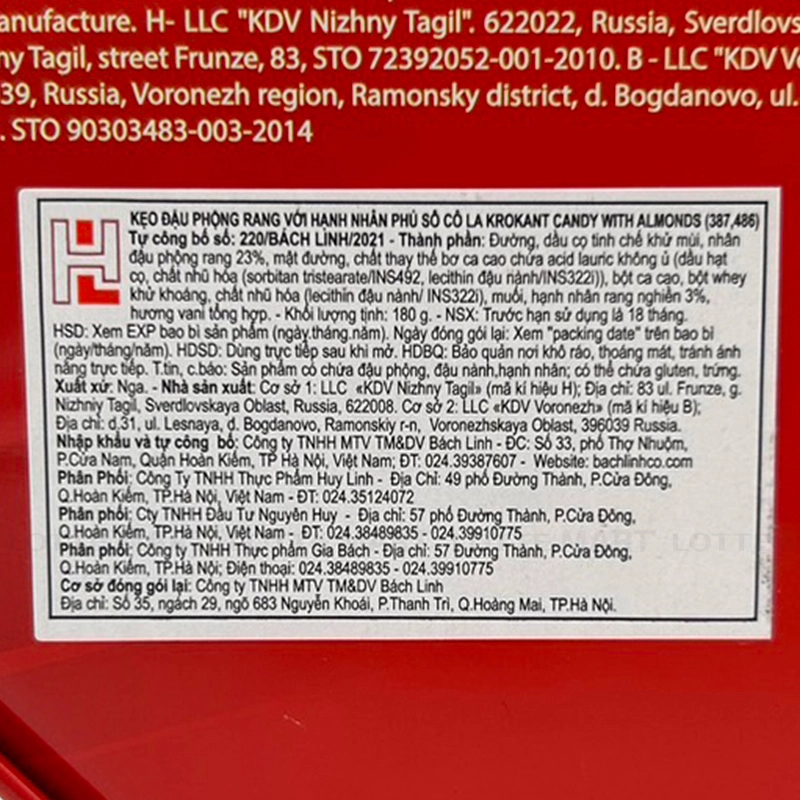 anufacture. H- LLC "KDV Nizhny Tagil". 622022, Russia, Sverdlovs
ny Tagil, street Frunze, 83, STO 72392052-001-2010. B - LLC "KDV Vo
39, Russia, Voronezh region, Ramonsky district, d. Bogdanovo, ul.
. STO 90303483-003-2014
KẸO ĐẬU PHỘNG RANG VỚI HẠNH NHÂN PHỦ SÔ CÔ LA KROKANT CANDY WITH ALMONDS (387,486)
Tự công bố số: 220/BÁCH LINH/2021 - Thành phần: Đường, dầu cọ tinh chế khử mùi, nhân
đậu phộng rang 23%, mật đường, chất thay thế bơ ca cao chứa acid lauric không ủ (dầu hạt
cọ, chất nhũ hóa (sorbitan tristearate/INS492, lecithin đậu nành/INS322i)), bột ca cao, bột whey
khử khoáng, chất nhũ hóa (lecithin đậu nành/ INS322i), muối, hạnh nhân rang nghiền 3%,
hương vani tổng hợp. - Khối lượng tịnh: 180 g. - NSX: Trước hạn sử dụng là 18 tháng.
HSD: Xem EXP bao bì sản phẩm (ngày.tháng.năm). Ngày đóng gói lại: Xem "packing date" trên bao bì
(ngày/tháng/năm). HDSD: Dùng trực tiếp sau khi mở. HDBQ: Bảo quản nơi khô ráo, thoáng mát, tránh ánh
nắng trực tiếp. T.tin, c.báo: Sản phẩm có chứa đậu phộng, đậu nành,hạnh nhân; có thể chứa gluten, trứng.
Xuất xứ: Nga. - Nhà sản xuất: Cơ sở 1: LLC «KDV Nizhny Tagil» (mã kí hiệu H); Địa chỉ: 83 ul. Frunze, g.
Nizhniy Tagil, Sverdlovskaya Oblast, Russia, 622008. Cơ sở 2: LLC «KDV Voronezh» (mã kí hiệu B);
Địa chỉ: d.31, ul. Lesnaya, d. Bogdanovo, Ramonskiy r-n, Voronezhskaya Oblast, 396039, Russia.
Nhập khẩu và tự công bố: Công ty TNHH MTV TM&DV Bách Linh - ĐC: Số 33, phố Thợ Nhuộm,
P.Cửa Nam, Quận Hoàn Kiếm, TP Hà Nội, Việt Nam; ĐT: 024.39387607 - Website: bachlinhco.com
Phân phối: Công Ty TNHH Thực Phẩm Huy Linh - Địa Chỉ: 49 phố Đường Thành, P.Cửa Đông,
Q.Hoàn Kiếm, TP.Hà Nội, Việt Nam - ĐT: 024.35124072
Phân phối: Cty TNHH Đầu Tư Nguyên Huy - Địa chỉ: 57 phố Đường Thành, P.Cửa Đông,
Q.Hoàn Kiếm, TP.Hà Nội, Việt Nam - ĐT: 024.38489835 - 024.39910775
Phân phối: Công ty TNHH Thực phẩm Gia Bách - Địa chỉ: 57 Đường Thành, P.Cửa Đông,
Q.Hoàn Kiếm, TP.Hà Nội; Điện thoại: 024.38489835 - 024.39910775
Cơ sở đóng gói lại: Công ty TNHH MTV TM&DV Bách Linh
Địa chỉ: Số 35, ngách 29, ngõ 683 Nguyễn Khoái, P.Thanh Trì, Q.Hoàng Mai, TP.Hà Nội.